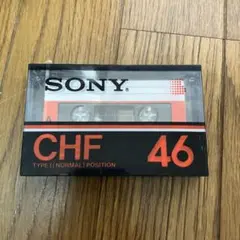 SONY
A
CHF 46
TYPE I (NORMAL) POSITION